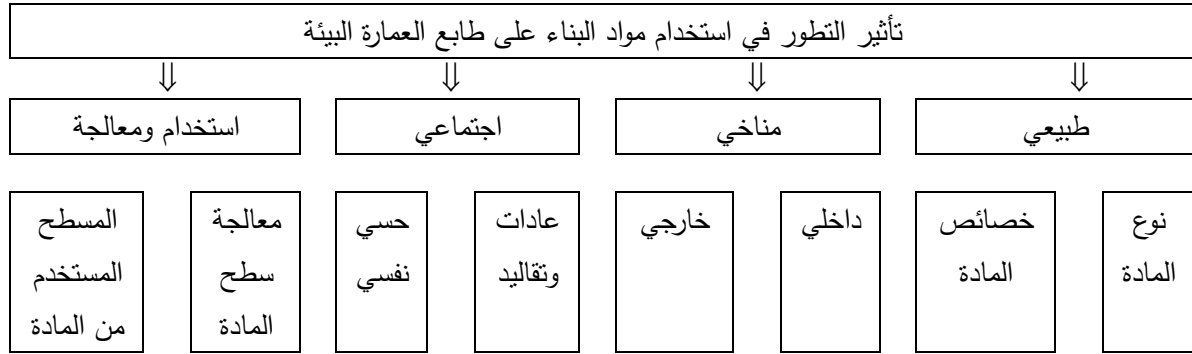 تأثير التطور في استخدام مواد البناء على طابع العمارة البيئة
طبيعي
مناخي
اجتماعي
استخدام ومعالجة
نوع
المادة
خصائص
المادة
داخلي
خارجي
عادات
وتقاليد
حسي
نفسي
معالجة
سطح
المادة
المسطح
المستخدم
من المادة